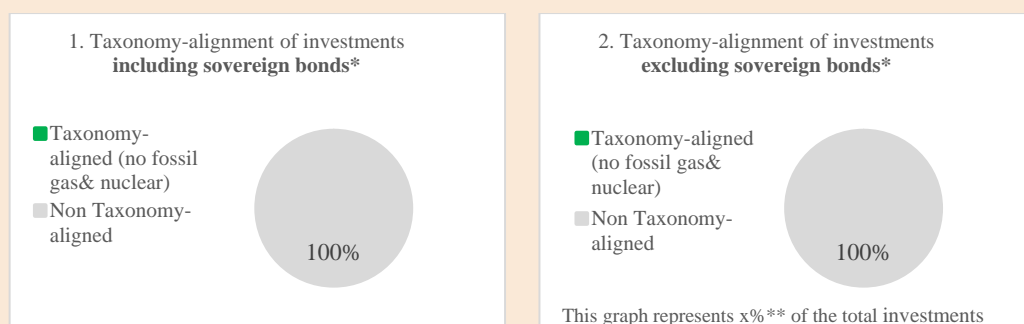 1. Taxonomy-alignment of investments
including sovereign bonds*
Taxonomy-
aligned (no fossil
gas& nuclear)
Non Taxonomy-
aligned
100%
2. Taxonomy-alignment of investments
excluding sovereign bonds*
Taxonomy-aligned
(no fossil gas&
nuclear)
Non Taxonomy-
aligned
100%
This graph represents x%** of the total investments